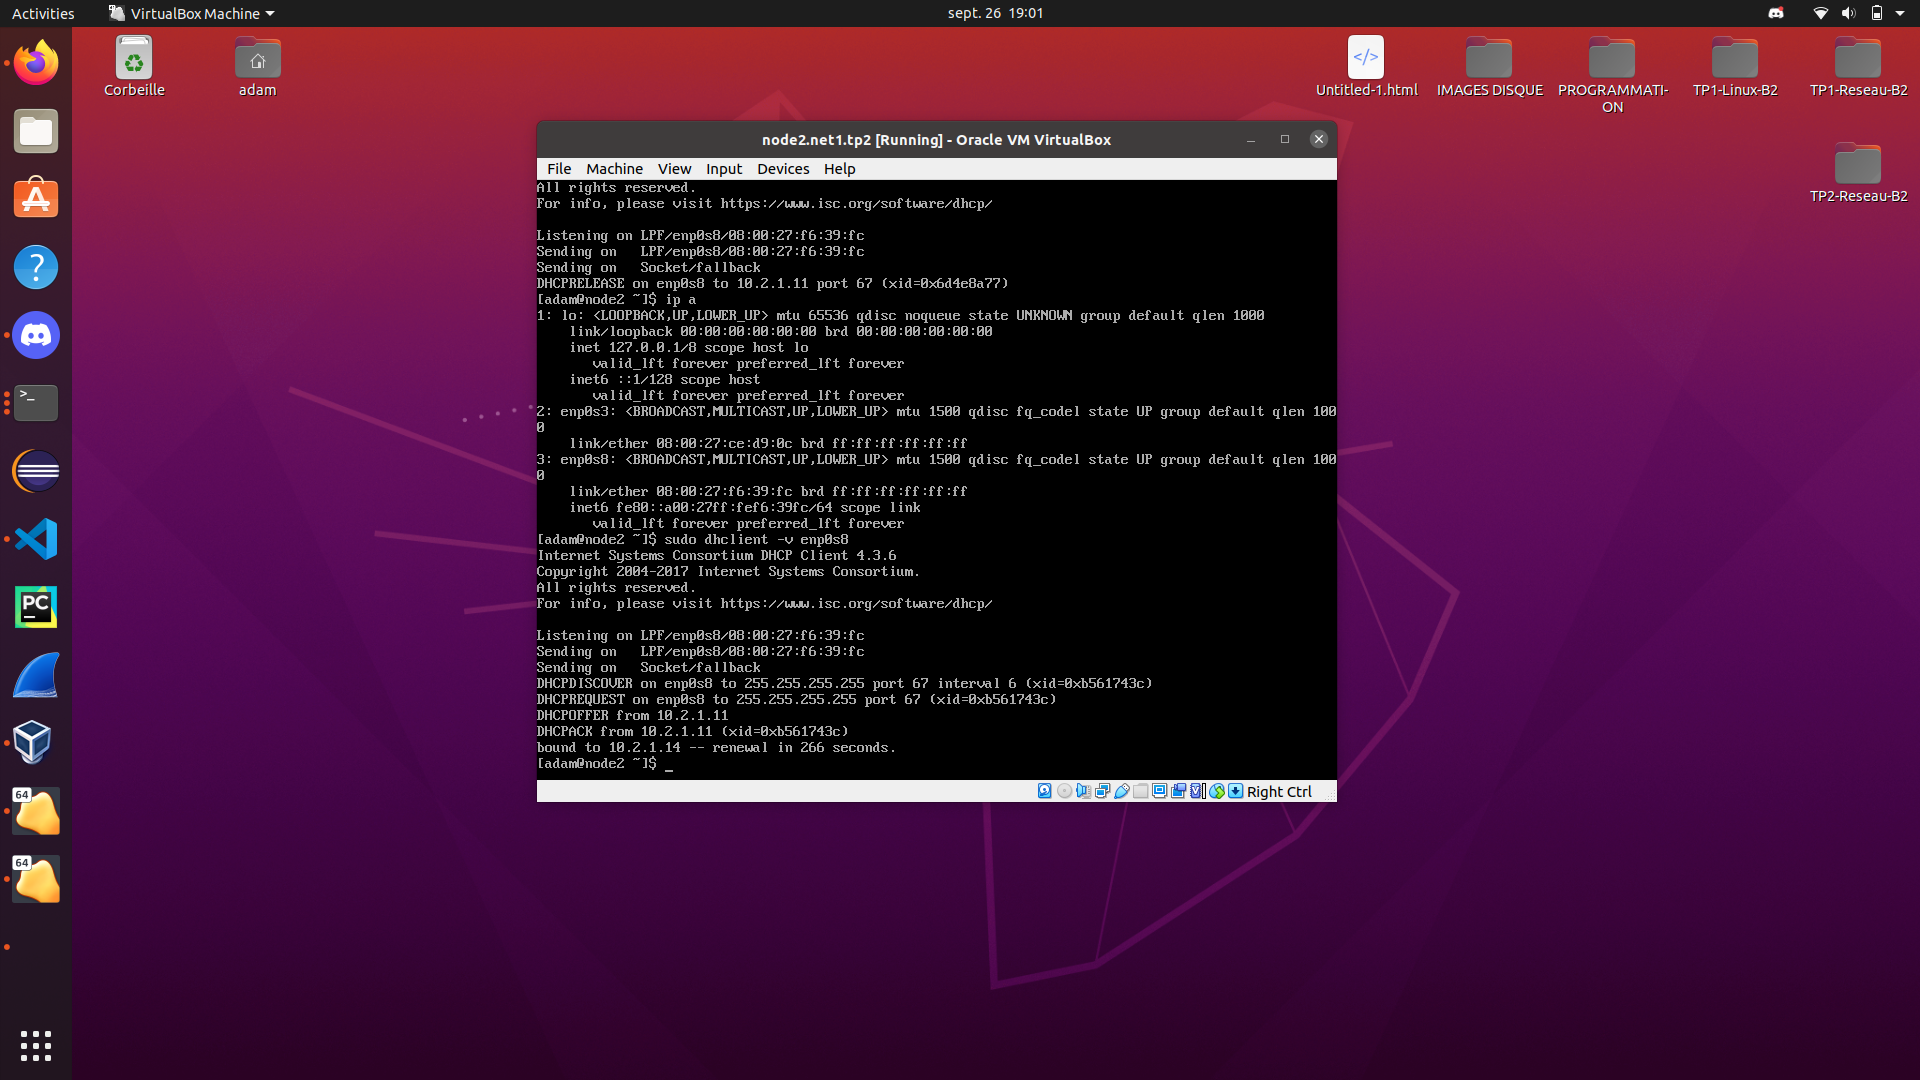 Activities
VirtualBox Machine
sept. 26 19:01
Corbeille
adam
Untitled-1.html
IMAGES DISQUE
PROGRAMMATI-
ON
TP1-Linux-B2
TP1-Reseau-B2
TP2-Reseau-B2
node2.net1.tp2 [Running] - Oracle VM VirtualBox
File Machine View Input Devices Help
All rights reserved.
For info, please visit https://www.isc.org/software/dhcp/
Listening on LPF/enp0s8/08:00:27:f6:39:fc
Sending on   LPF/enp0s8/08:00:27:f6:39:fc
Sending on   Socket/fallback
DHCPRELEASE on enp0s8 to 10.2.1.11 port 67 (xid=0x6d4e8a77)
[adam@node2 ~]$ ip a
1: lo: <LOOPBACK,UP,LOWER_UP> mtu 65536 qdisc noqueue state UNKNOWN group default qlen 1000
    link/loopback 00:00:00:00:00:00 brd 00:00:00:00:00:00
    inet 127.0.0.1/8 scope host lo
       valid_lft forever preferred_lft forever
    inet6 ::1/128 scope host
       valid_lft forever preferred_lft forever
2: enp0s3: <BROADCAST,MULTICAST,UP,LOWER_UP> mtu 1500 qdisc fq_codel state UP group default qlen 100
0
    link/ether 08:00:27:ce:d9:0c brd ff:ff:ff:ff:ff:ff
3: enp0s8: <BROADCAST,MULTICAST,UP,LOWER_UP> mtu 1500 qdisc fq_codel state UP group default qlen 100
0
    link/ether 08:00:27:f6:39:fc brd ff:ff:ff:ff:ff:ff
    inet6 fe80::a00:27ff:fef6:39fc/64 scope link
       valid_lft forever preferred_lft forever
[adam@node2 ~]$ sudo dhclient -v enp0s8
Internet Systems Consortium DHCP Client 4.3.6
Copyright 2004-2017 Internet Systems Consortium.
All rights reserved.
For info, please visit https://www.isc.org/software/dhcp/
Listening on LPF/enp0s8/08:00:27:f6:39:fc
Sending on   LPF/enp0s8/08:00:27:f6:39:fc
Sending on   Socket/fallback
DHCPDISCOVER on enp0s8 to 255.255.255.255 port 67 interval 6 (xid=0xb561743c)
DHCPREQUEST on enp0s8 to 255.255.255.255 port 67 (xid=0xb561743c)
DHCPOFFER from 10.2.1.11
DHCPACK from 10.2.1.11 (xid=0xb561743c)
bound to 10.2.1.14 -- renewal in 266 seconds.
[adam@node2 ~]$ _
Right Ctrl
>_
?
PC
64
64